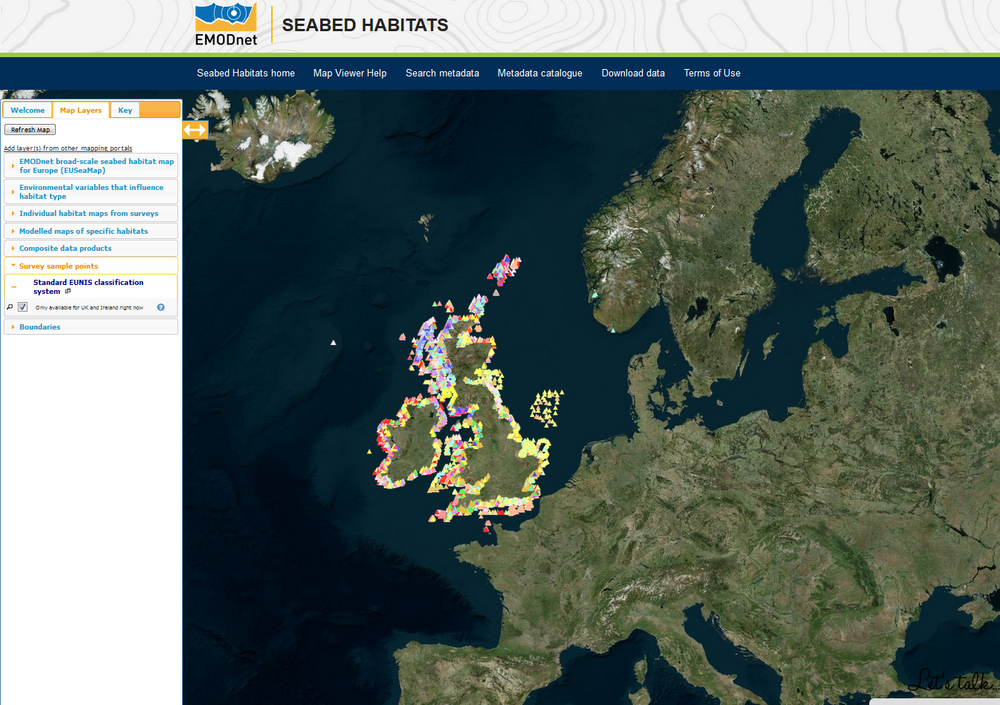 EMODnet
SEABED HABITATS
Seabed Habitats home
Map Viewer Help
Search metadata
Metadata catalogue
Download data
Terms of Use
Welcome
Map Layers
Key
Refresh Map
Add layer(s) from other mapping portals
EMODnet broad-scale seabed habitat map
for Europe (EUSeaMap)
Environmental variables that influence
habitat type
Individual habitat maps from surveys
Modelled maps of specific habitats
Composite data products
Survey sample points
Standard EUNIS classification
system
Only available for UK and Ireland right now
?
Boundaries
Let's talk...